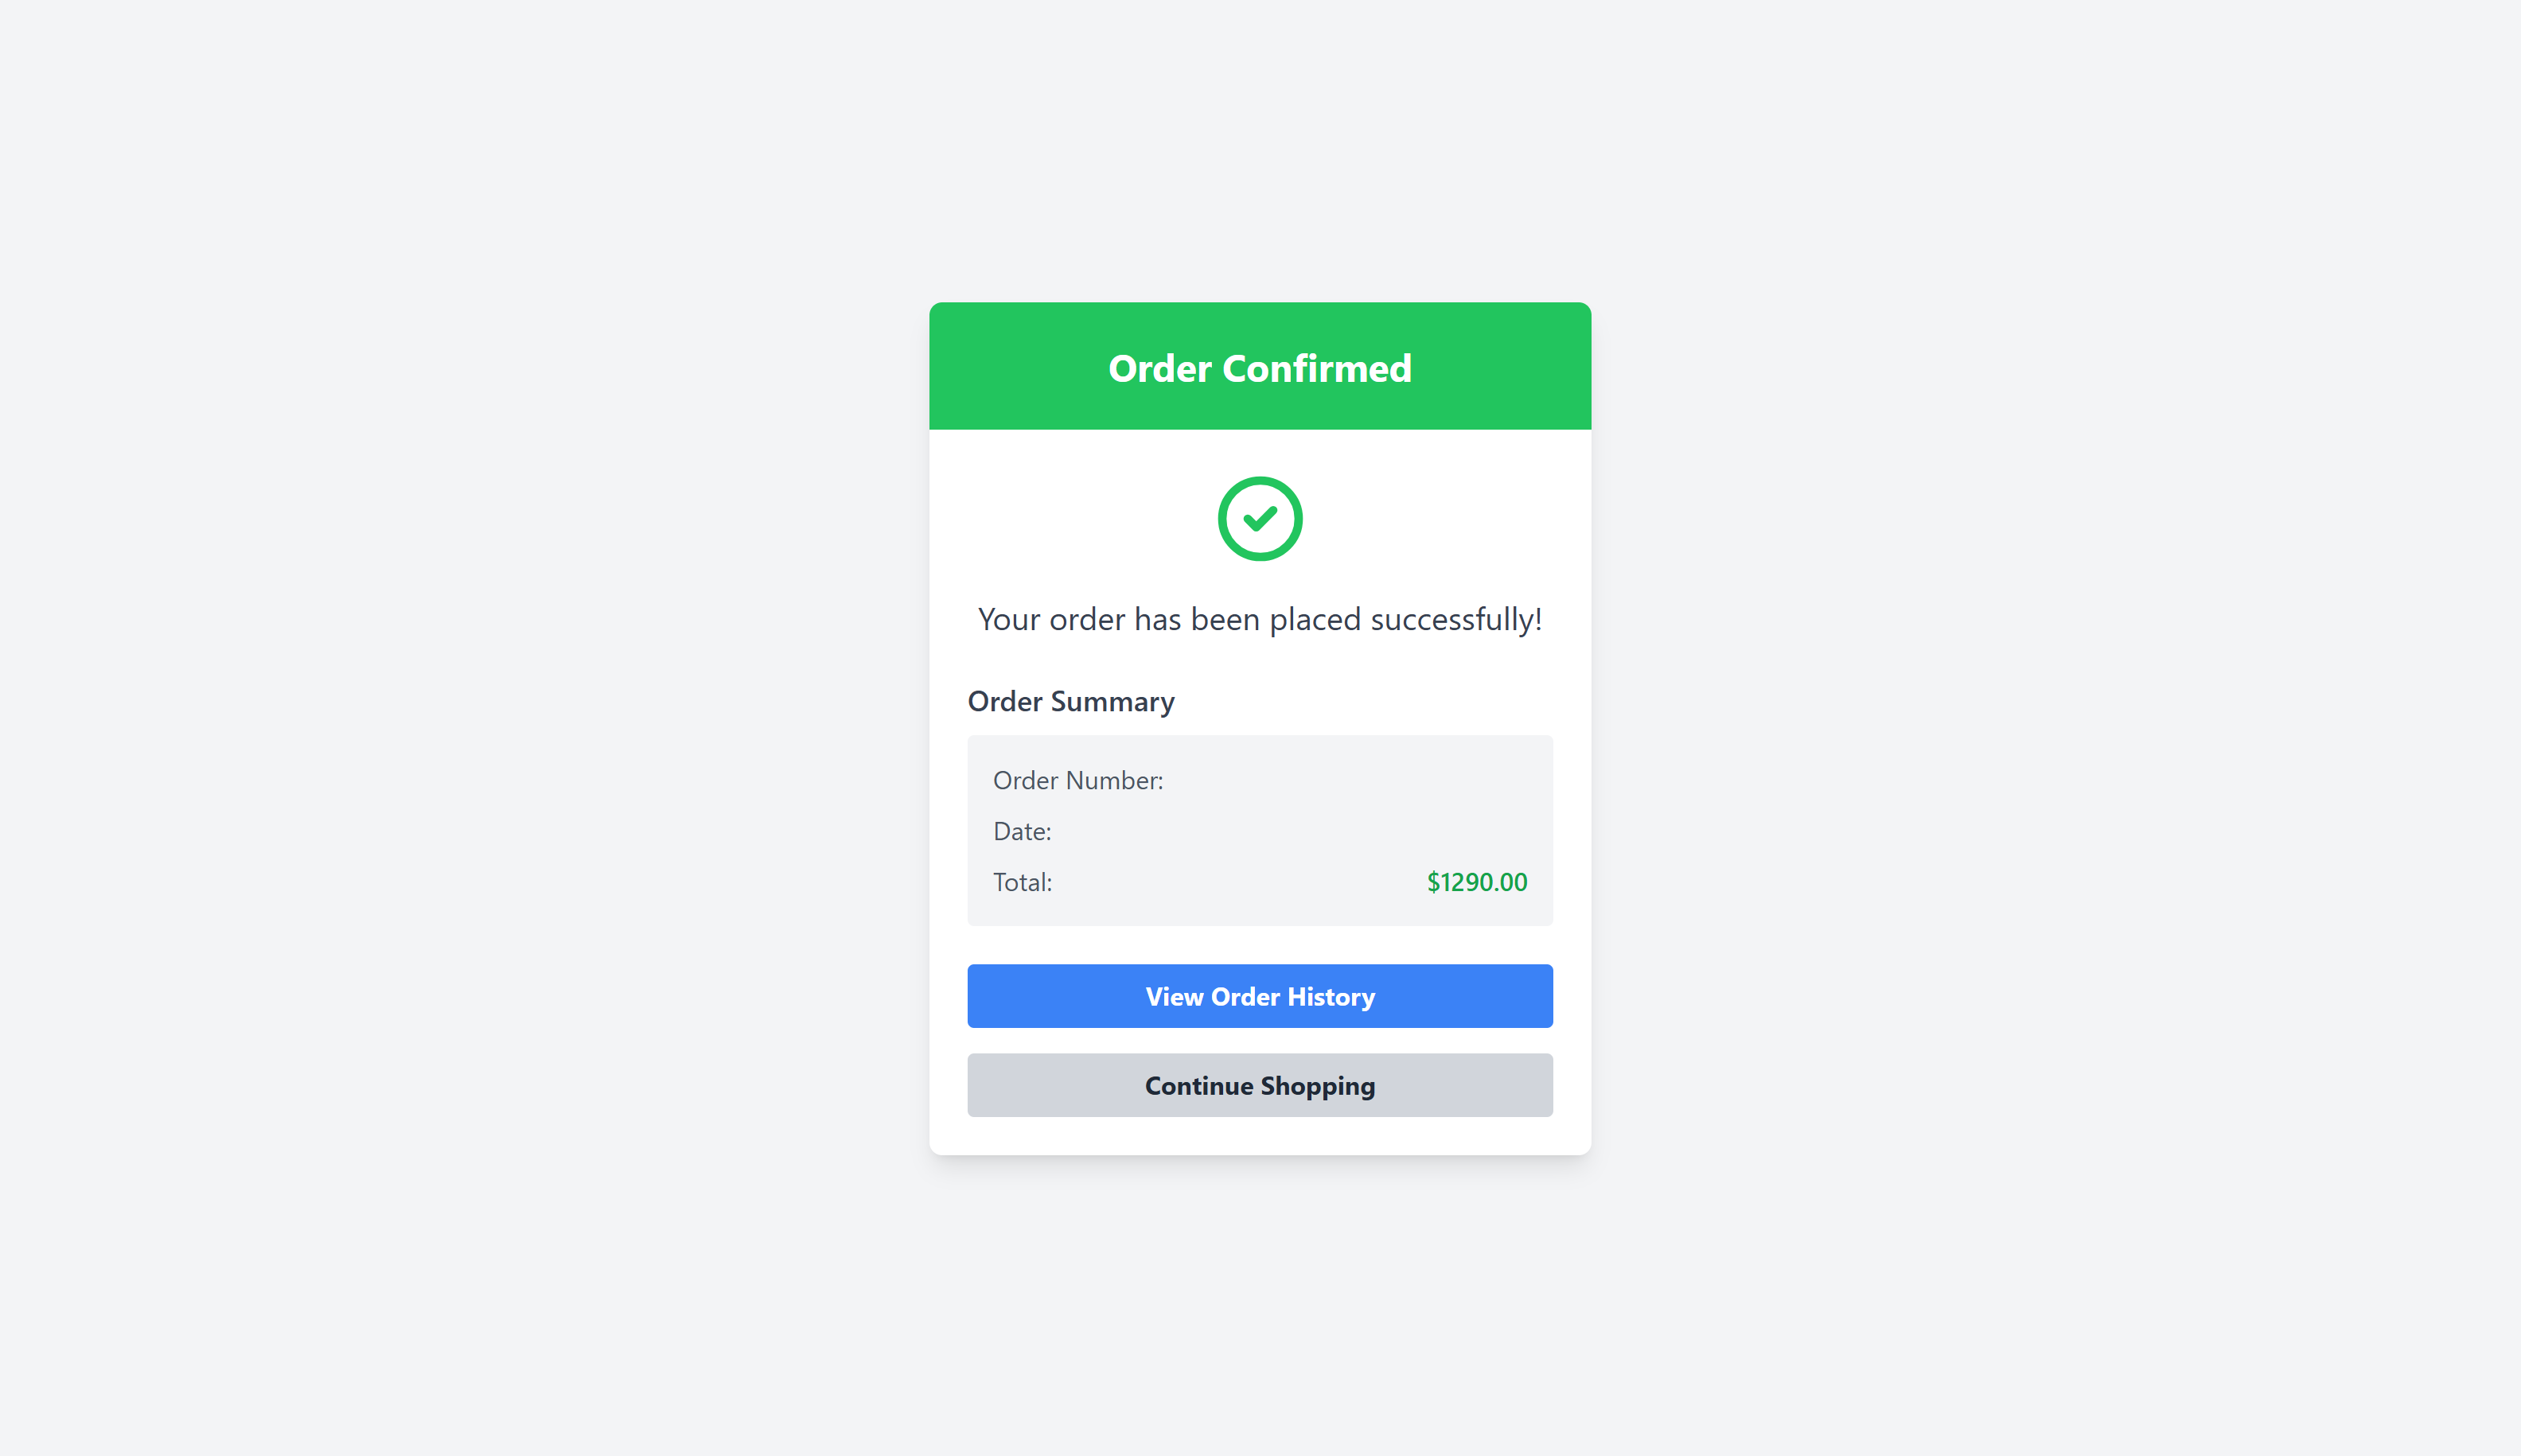 Order Confirmed
Your order has been placed successfully!
Order Summary
Order Number:
Date:
Total: $1290.00
View Order History
Continue Shopping